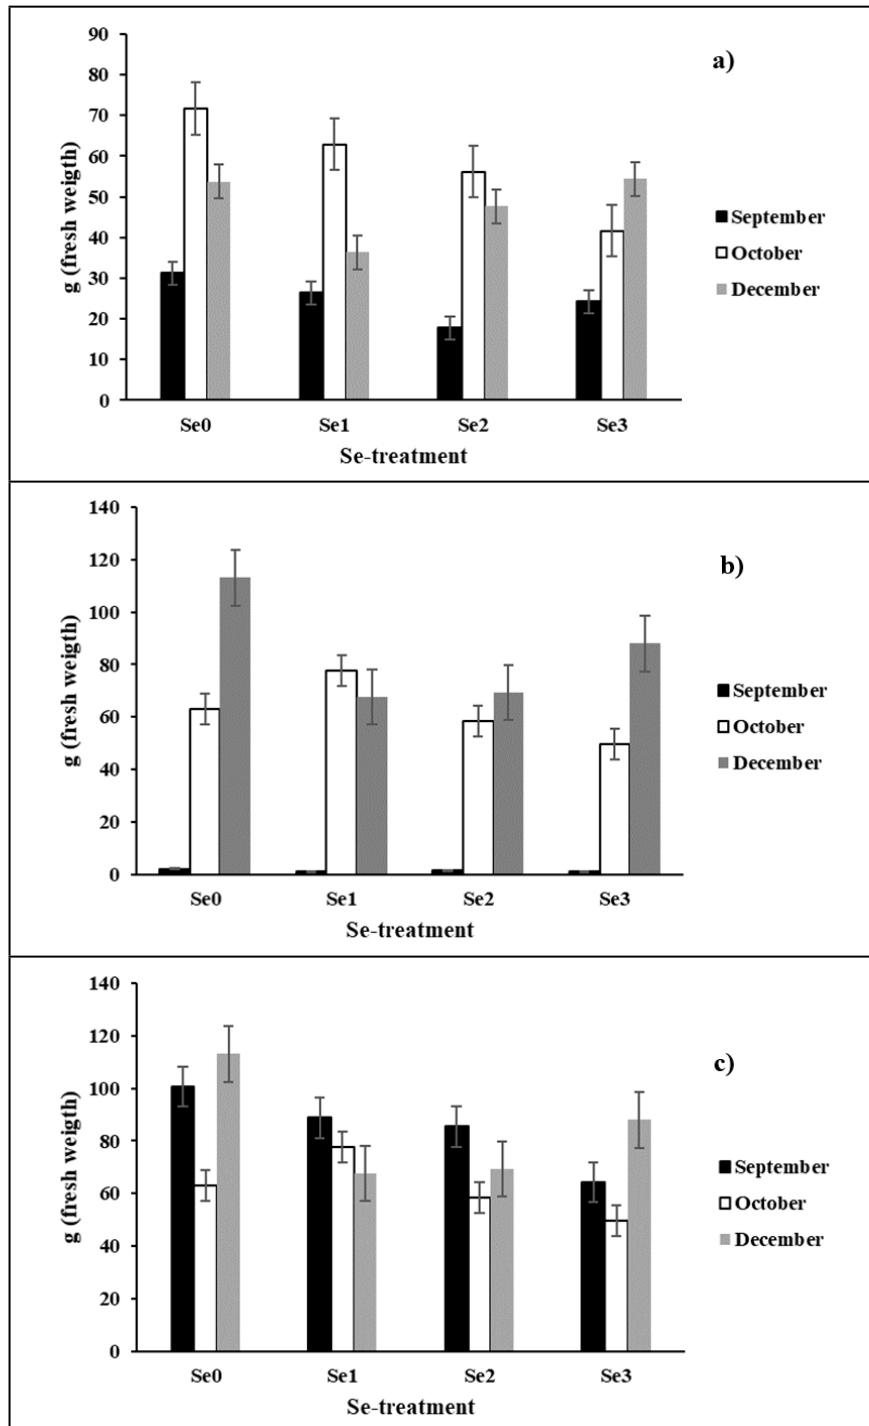 a)
90
80
70
60
50
40
30
20
10
0
g (fresh weigth)
Se0 Se1 Se2 Se3
Se-treatment
September
October
December
b)
140
120
100
80
60
40
20
0
g (fresh weigth)
Se0 Se1 Se2 Se3
Se-treatment
September
October
December
c)
140
120
100
80
60
40
20
0
g (fresh weigth)
Se0 Se1 Se2 Se3
Se-treatment
September
October
December